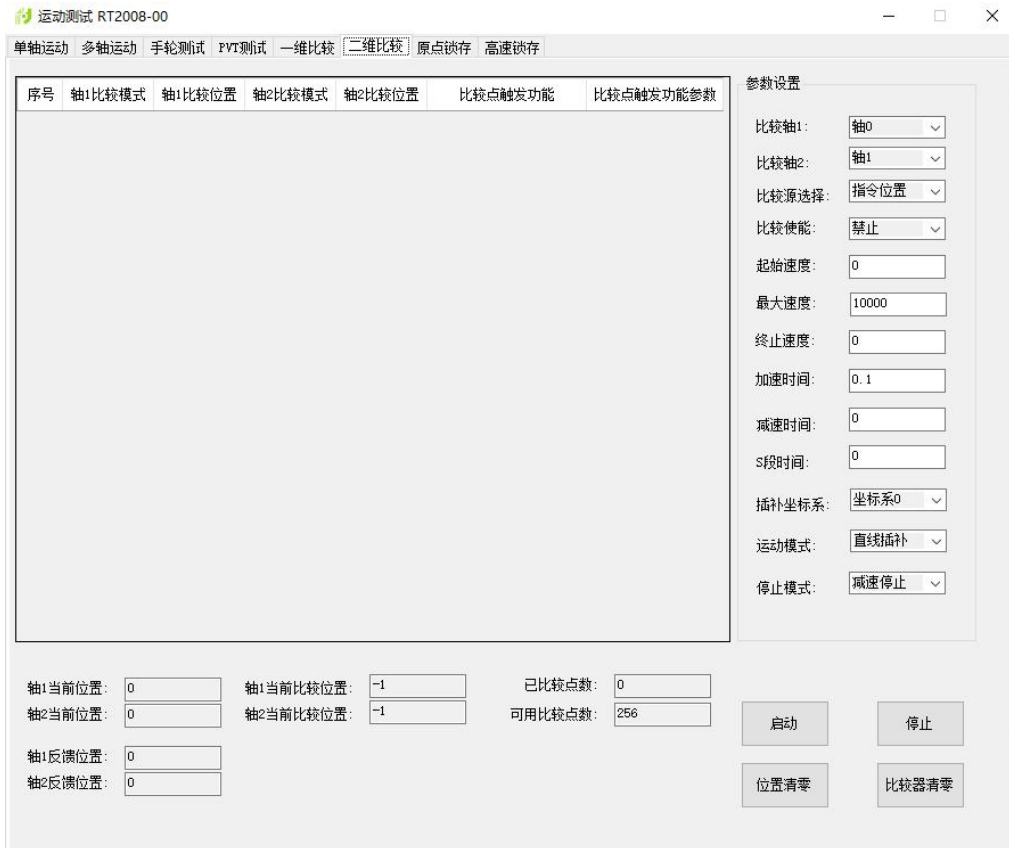 运动测试 RT2008-00
单轴运动 多轴运动 手轮测试 PVT测试 一维比较 二维比较 原点锁存 高速锁存
序号 轴1比较模式 轴1比较位置 轴2比较模式 轴2比较位置 比较点触发功能 比较点触发功能参数
参数设置
比较轴1: 轴0
比较轴2: 轴1
比较源选择: 指令位置
比较使能: 禁止
起始速度: 0
最大速度: 10000
终止速度: 0
加速时间: 0.1
减速时间: 0
S段时间: 0
插补坐标系: 坐标系0
运动模式: 直线插补
停止模式: 减速停止
轴1当前位置: 0 轴1当前比较位置: -1 已比较点数: 0
轴2当前位置: 0 轴2当前比较位置: -1 可用比较点数: 256
轴1反馈位置: 0
轴2反馈位置: 0
启动 停止
位置清零 比较器清零